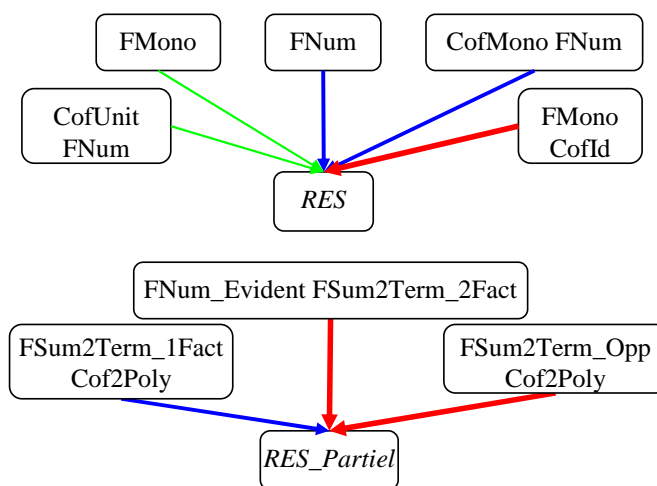 FMono
FNum
CofMono FNum
CofUnit
FNum
FMono
CofId
RES
FNum_Evident FSum2Term_2Fact
FSum2Term_1Fact
Cof2Poly
FSum2Term_Opp
Cof2Poly
RES_Partiel